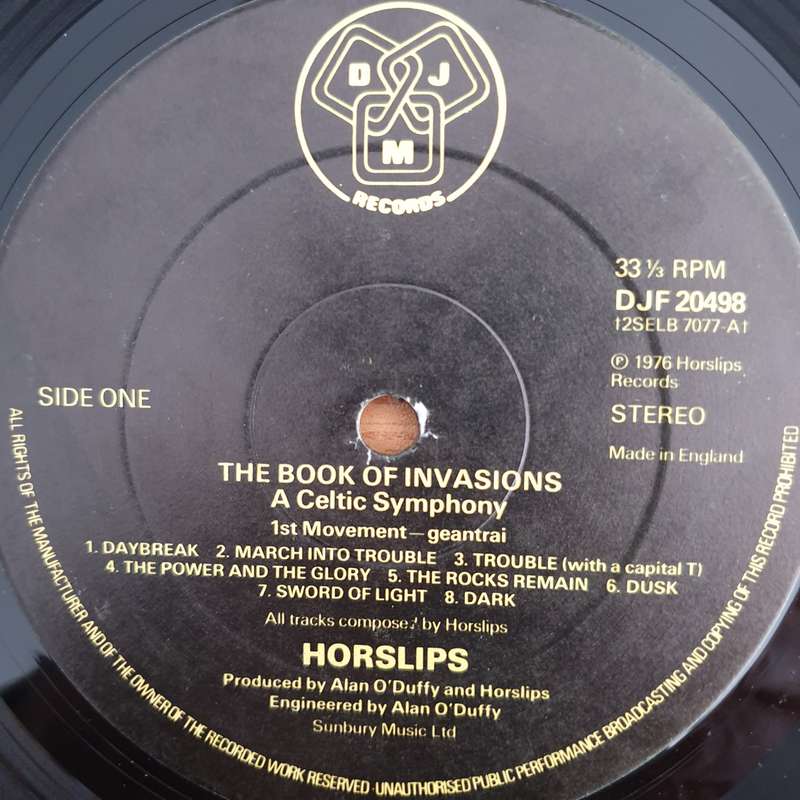 D J
M
RECORDS
33 ⅓ RPM
DJF 20498
†2SELB 7077-A†
℗ 1976 Horslips
Records
SIDE ONE
STEREO
Made in England
THE BOOK OF INVASIONS
A Celtic Symphony
1st Movement—geantrai
1. DAYBREAK 2. MARCH INTO TROUBLE 3. TROUBLE (with a capital T)
4. THE POWER AND THE GLORY 5. THE ROCKS REMAIN 6. DUSK
7. SWORD OF LIGHT 8. DARK
All tracks composed by Horslips
HORSLIPS
Produced by Alan O'Duffy and Horslips
Engineered by Alan O'Duffy
Sunbury Music Ltd
ALL RIGHTS OF THE MANUFACTURER AND OF THE OWNER OF THE RECORDED WORK RESERVED · UNAUTHORISED PUBLIC PERFORMANCE BROADCASTING AND COPYING OF THIS RECORD PROHIBITED